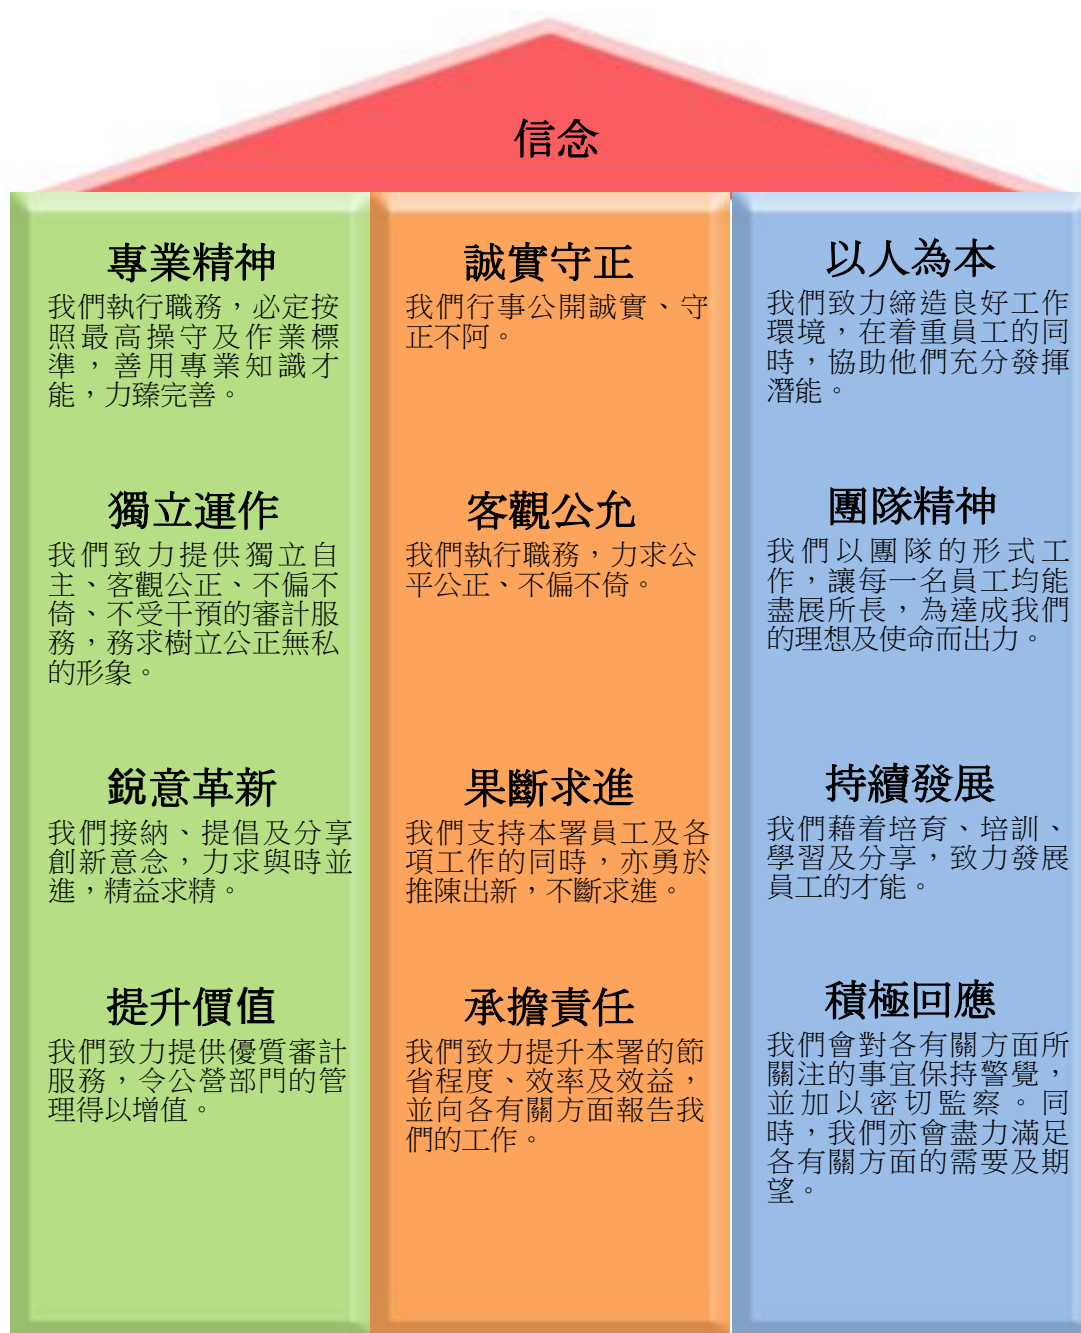 信念
專業精神
我們執行職務，必定按
照最高操守及作業標
準，善用專業知識才
能，力臻完善。
獨立運作
我們致力提供獨立自
主、客觀公正、不偏不
倚、不受干預的審計服
務，務求樹立公正無私
的形象。
銳意革新
我們接納、提倡及分享
創新意念，力求與時並
進，精益求精。
提升價值
我們致力提供優質審計
服務，令公營部門的管
理得以增值。
誠實守正
我們行事公開誠實、守
正不阿。
客觀公允
我們執行職務，力求公
平公正、不偏不倚。
果斷求進
我們支持本署員工及各
項工作的同時，亦勇於
推陳出新，不斷求進。
承擔責任
我們致力提升本署的節
省程度、效率及效益，
並向各有關方面報告我
們的工作。
以人為本
我們致力締造良好工作
環境，在着重員工的同
時，協助他們充分發揮
潛能。
團隊精神
我們以團隊的形式工
作，讓每一名員工均能
盡展所長，為達成我們
的理想及使命而出力。
持續發展
我們藉着培育、培訓、
學習及分享，致力發展
員工的才能。
積極回應
我們會對各有關方面所
關注的事宜保持警覺，
並加以密切監察。同
時，我們亦會盡力滿足
各有關方面的需要及期
望。